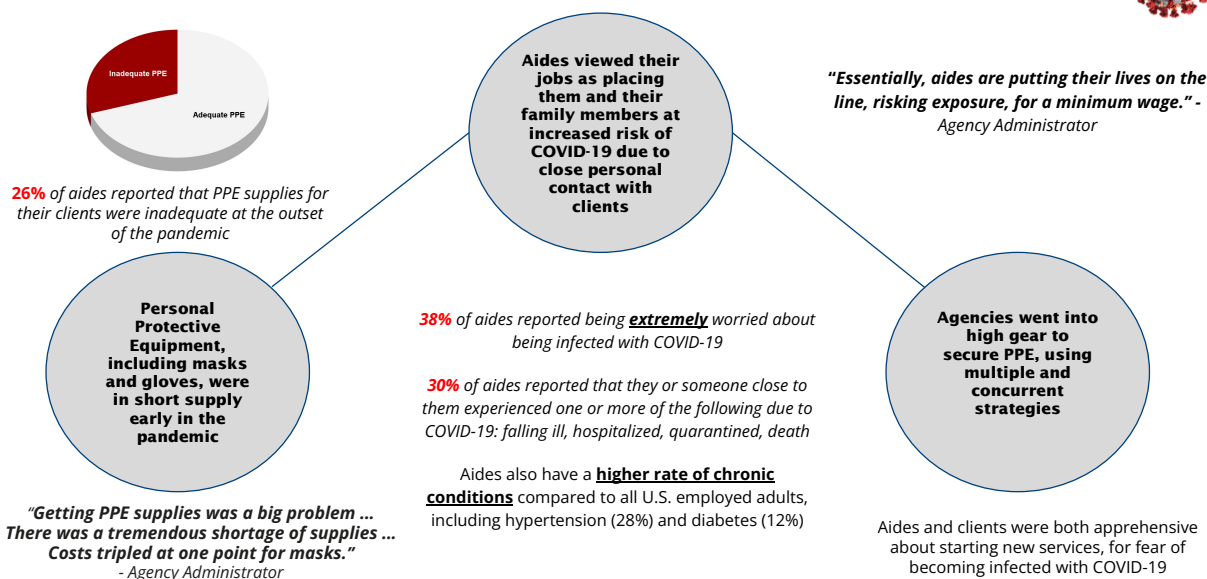 Inadequate PPE
Adequate PPE
26% of aides reported that PPE supplies for
their clients were inadequate at the outset
of the pandemic
Aides viewed their
jobs as placing
them and their
family members at
increased risk of
COVID-19 due to
close personal
contact with
clients
“Essentially, aides are putting their lives on the
line, risking exposure, for a minimum wage.” -
Agency Administrator
Personal
Protective
Equipment,
including masks
and gloves, were
in short supply
early in the
pandemic
“Getting PPE supplies was a big problem ...
There was a tremendous shortage of supplies ...
Costs tripled at one point for masks.”
- Agency Administrator
38% of aides reported being extremely worried about
being infected with COVID-19
30% of aides reported that they or someone close to
them experienced one or more of the following due to
COVID-19: falling ill, hospitalized, quarantined, death
Aides also have a higher rate of chronic
conditions compared to all U.S. employed adults,
including hypertension (28%) and diabetes (12%)
Agencies went into
high gear to
secure PPE, using
multiple and
concurrent
strategies
Aides and clients were both apprehensive
about starting new services, for fear of
becoming infected with COVID-19